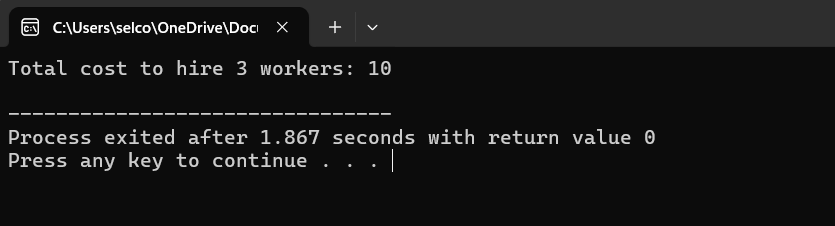 C:\Users\selco\OneDrive\Docu
Total cost to hire 3 workers: 10
--------------------------------
Process exited after 1.867 seconds with return value 0
Press any key to continue . . .